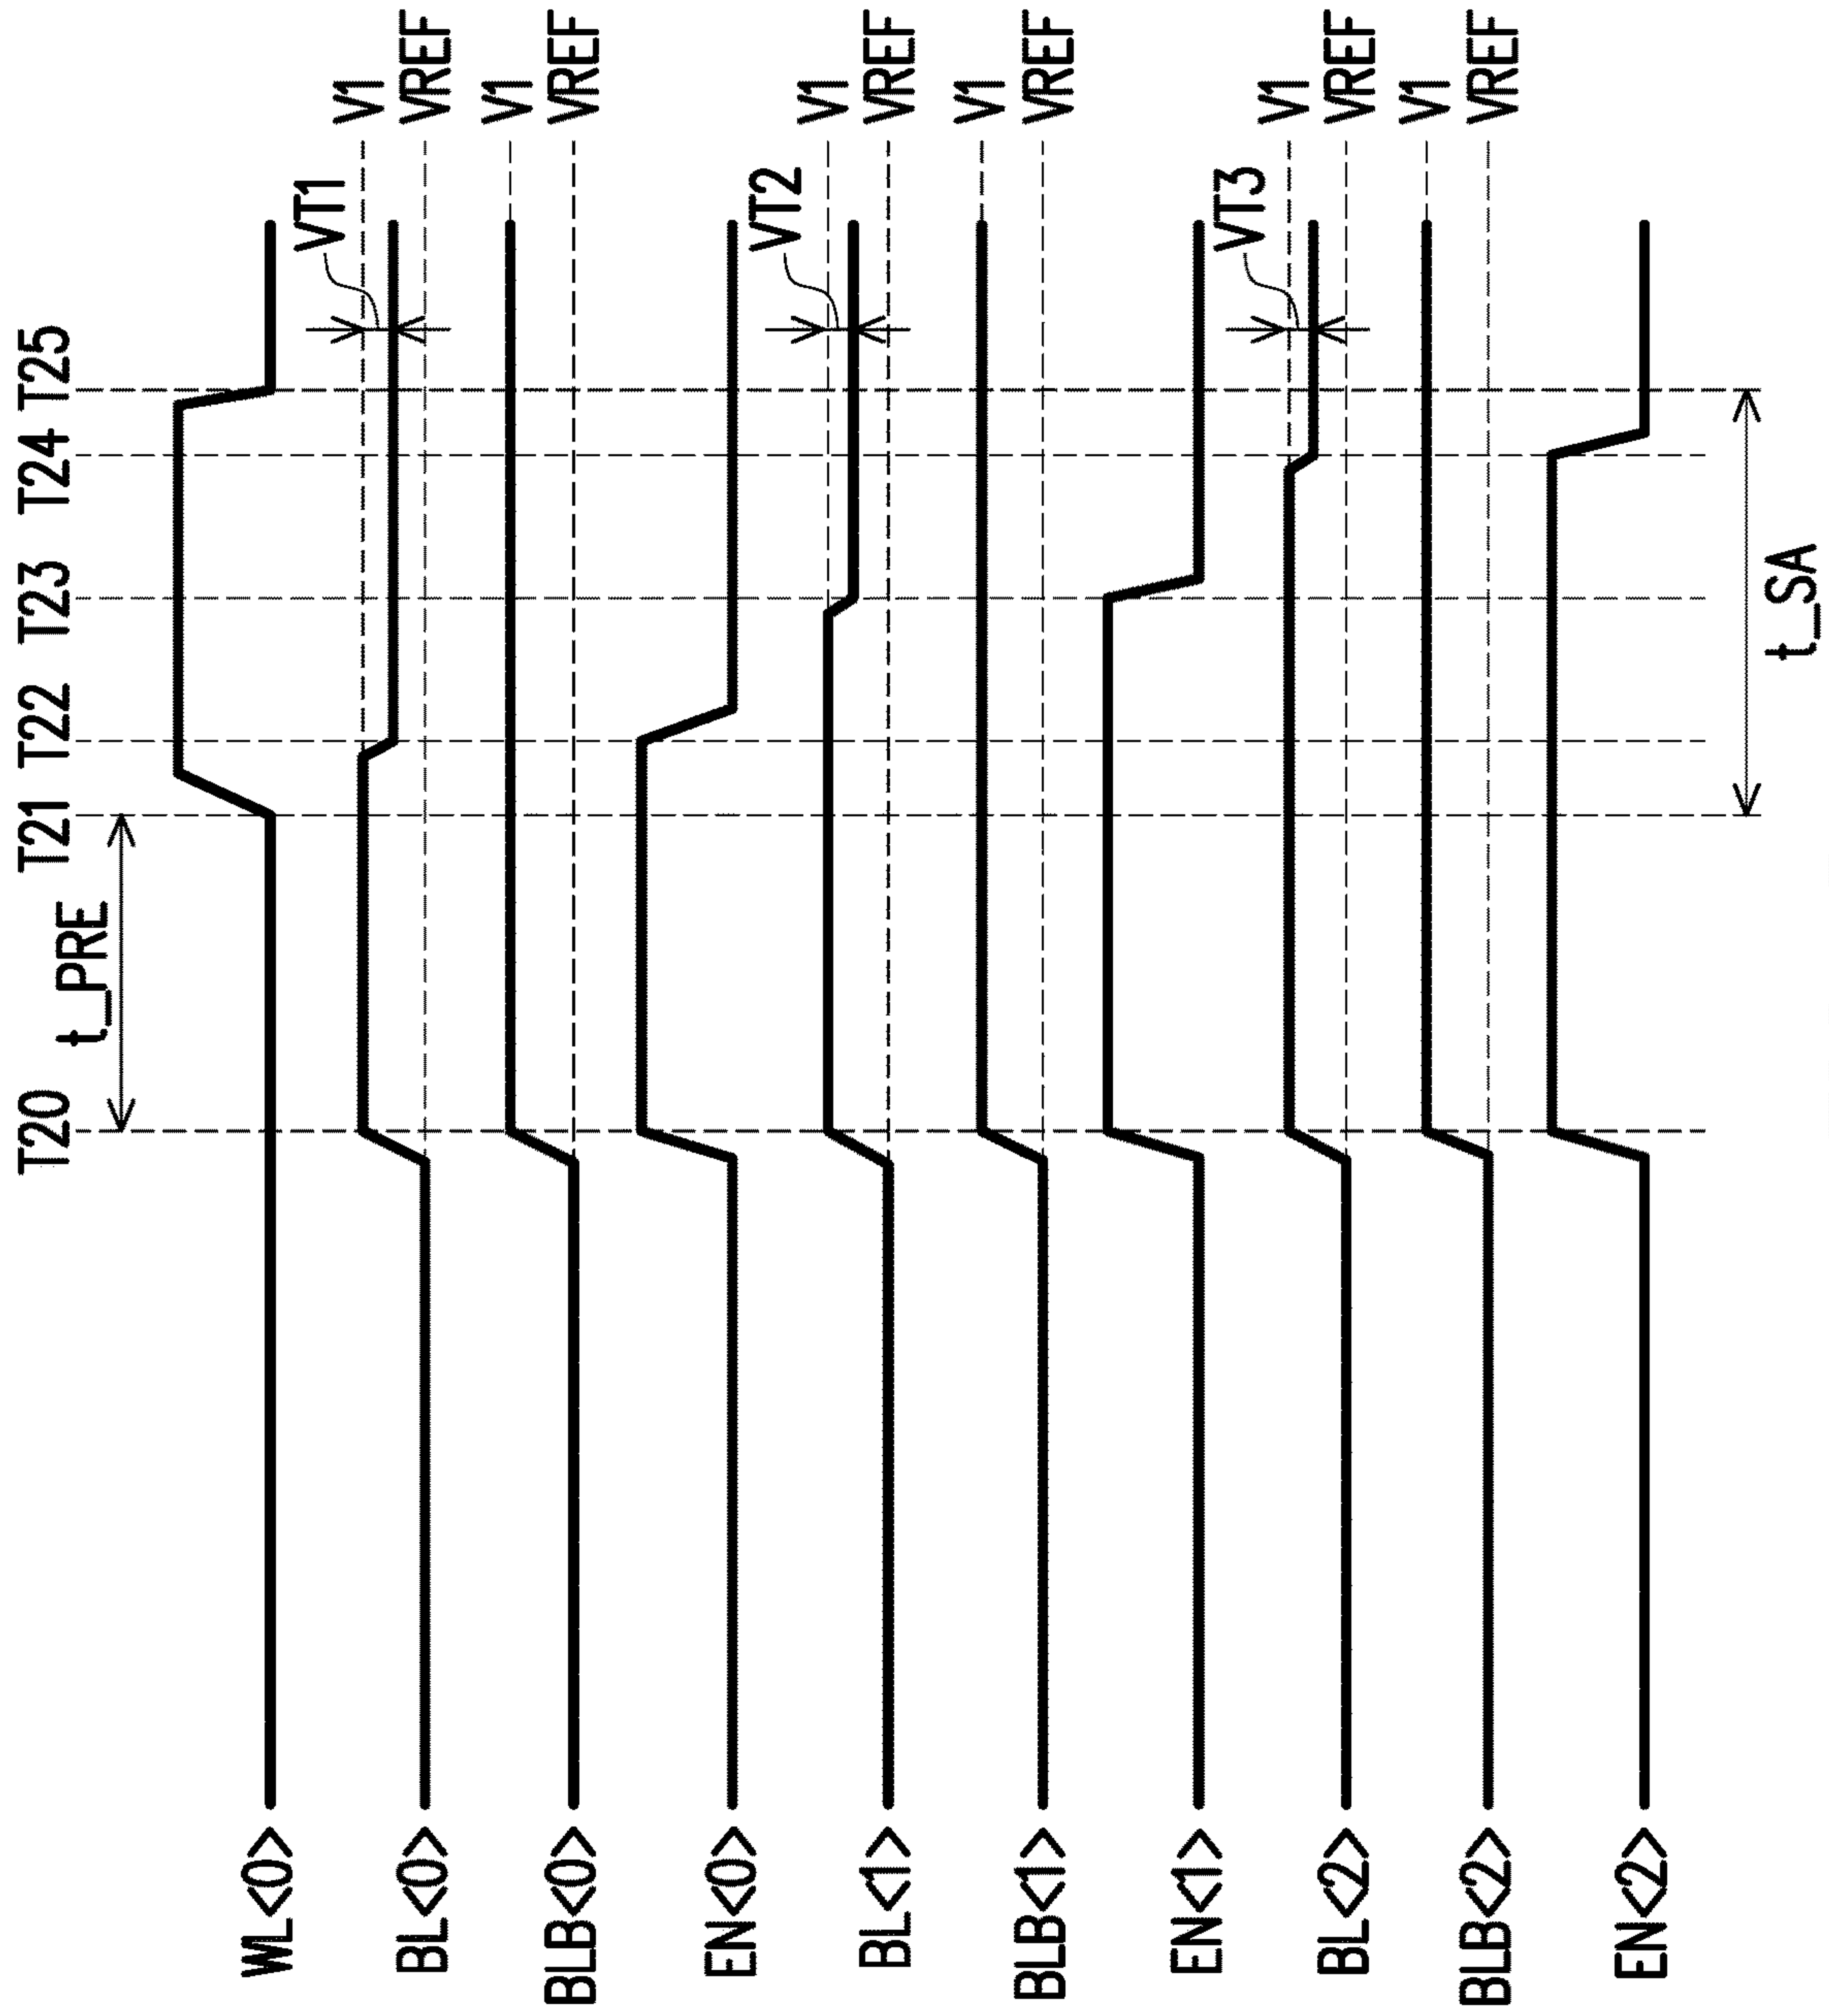 T20 T21 T22 T23 T24 T25
t_PRE
WL<0>
VT1
V1
BL<0> VREF
V1
BLB<0> VREF
EN<0>
VT2
V1
BL<1> VREF
V1
BLB<1> VREF
EN<1>
VT3
V1
BL<2> VREF
V1
BLB<2> VREF
EN<2>
t_SA